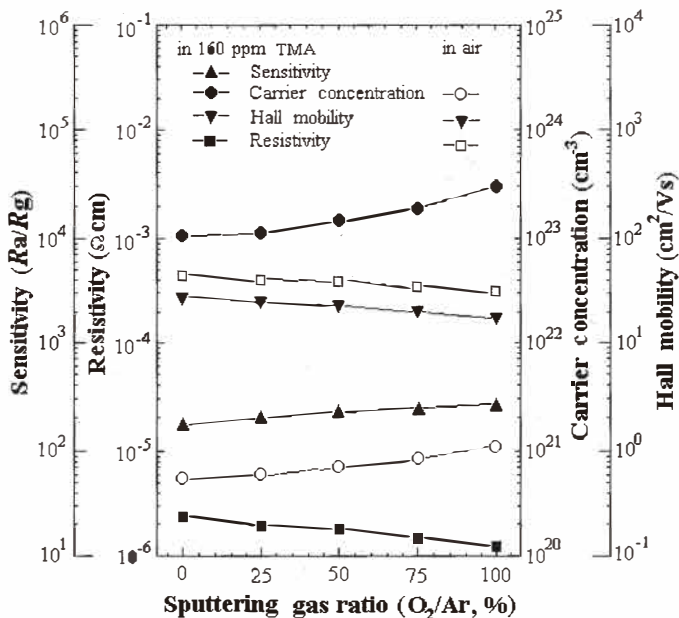 in 160 ppm TMA in air
Sensitivity
Carrier concentration
Hall mobility
Resistivity
Sensitivity (Ra/Rg)
10^6
10^5
10^4
10^3
10^2
10^1
Resistivity (Ωcm)
10^-1
10^-2
10^-3
10^-4
10^-5
10^-6
Carrier concentration (cm^-3)
10^25
10^24
10^23
10^22
10^21
10^20
Hall mobility (cm^2/Vs)
10^4
10^3
10^2
10^1
10^0
10^-1
0 25 50 75 100
Sputtering gas ratio (O_2/Ar, %)